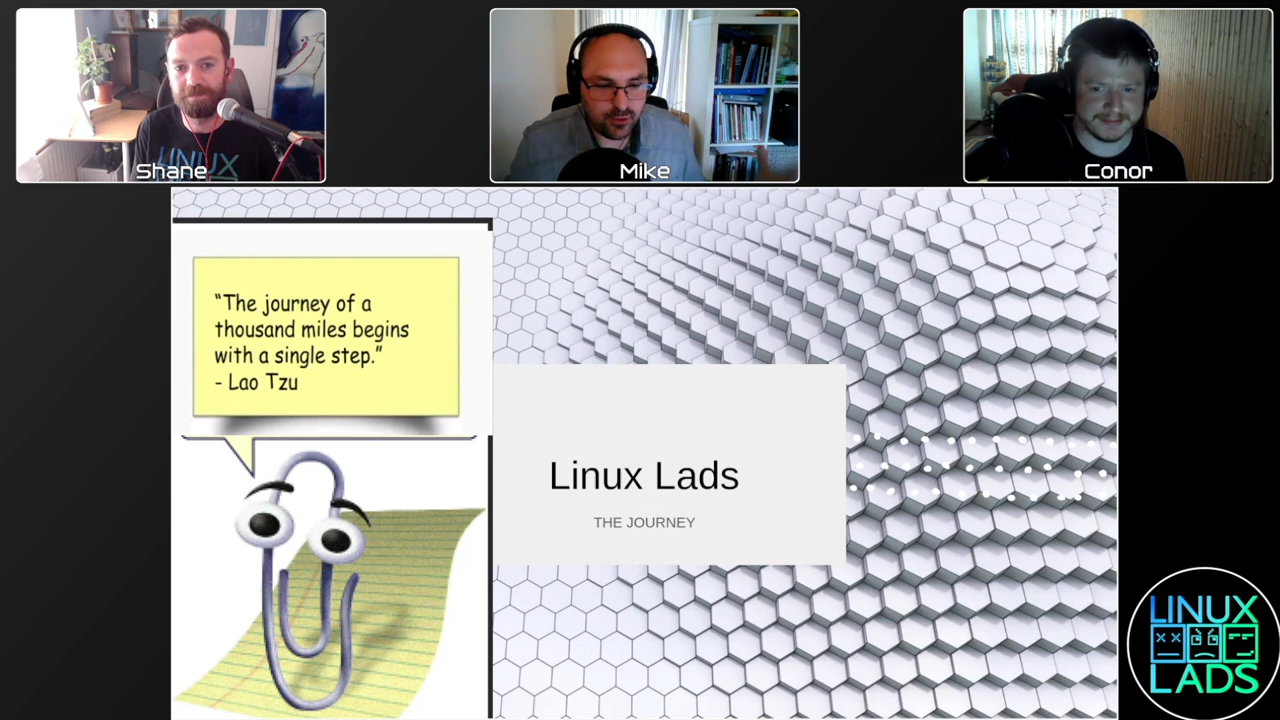 LINUX
Shane
Mike
Conor
“The journey of a
thousand miles begins
with a single step.”
- Lao Tzu
Linux Lads
THE JOURNEY
LINUX
LADS